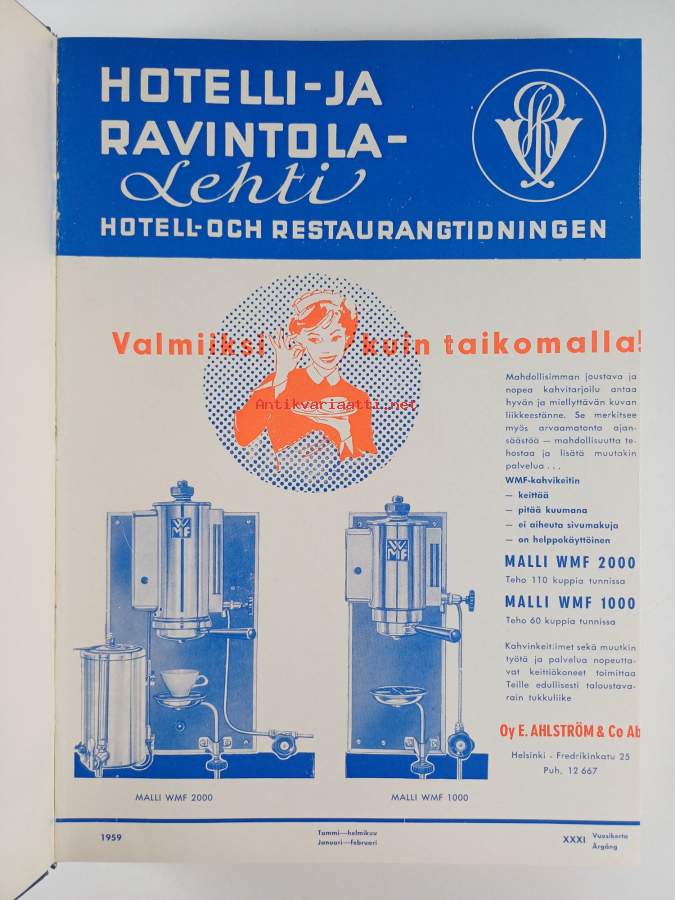 HOTELLI-JA
RAVINTOLA-
Lehti
HOTELL-OCH RESTAURANGTIDNINGEN
Valmiiksi kuin taikomalla!
Antikvariaatti.net
Mahdollisimman joustava ja
nopea kahvitarjoilu antaa
hyvän ja miellyttävän kuvan
liikkeestänne. Se merkitsee
myös arvaamatonta ajan-
säästöä — mahdollisuutta te-
hostaa ja lisätä muutakin
palvelua . . .
WMF-kahvikeitin
— keittää
— pitää kuumana
— ei aiheuta sivumakuja
— on helppokäyttöinen
MALLI WMF 2000
Teho 110 kuppia tunnissa
MALLI WMF 1000
Teho 60 kuppia tunnissa
Kahvinkeittimet sekä muutkin
työtä ja palvelua nopeutta-
vat keittiökoneet toimittaa
Teille edullisesti taloustava-
rain tukkuliike
Oy E. AHLSTRÖM & Co Ab
Helsinki - Fredrikinkatu 25
Puh. 12 667
WMF
WMF
MALLI WMF 2000
MALLI WMF 1000
1959
Tammi—helmikuu
Januari—februari
XXXI
Vuosikerta
Årgång